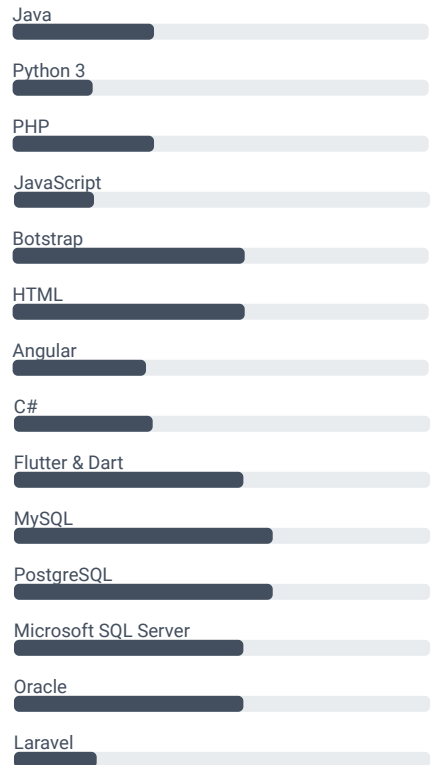 Java
Python 3
PHP
JavaScript
Botstrap
HTML
Angular
C#
Flutter & Dart
MySQL
PostgreSQL
Microsoft SQL Server
Oracle
Laravel